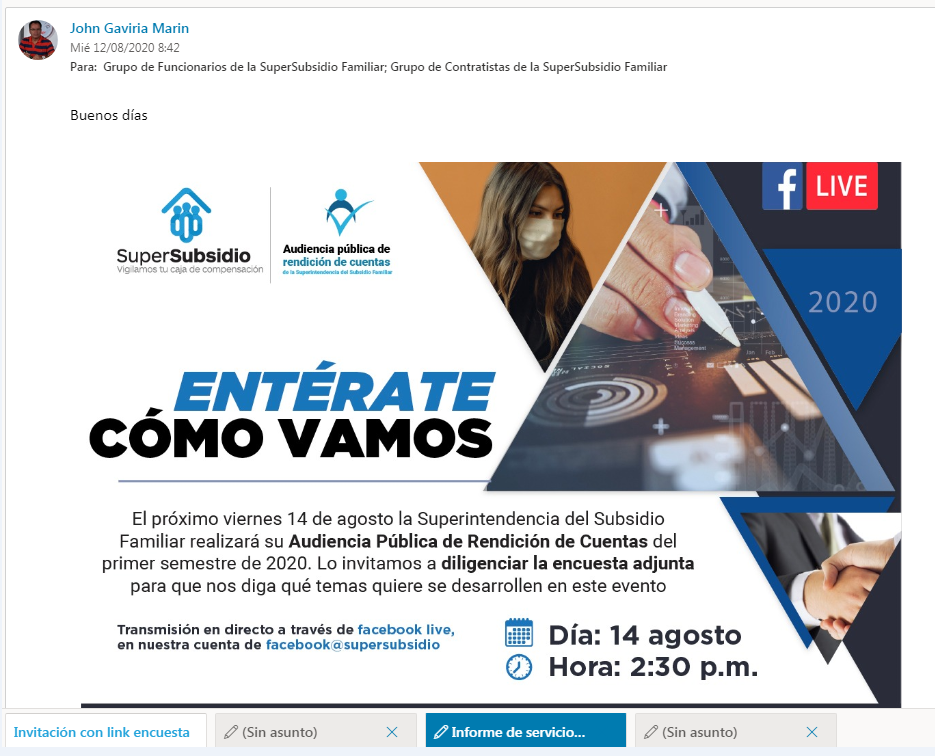 John Gaviria Marin
Mié 12/08/2020 8:42
Para: Grupo de Funcionarios de la SuperSubsidio Familiar; Grupo de Contratistas de la SuperSubsidio Familiar
Buenos días
SuperSubsidio
Vigilamos tu caja de compensación
Audiencia pública de
rendición de cuentas
de la Superintendencia del Subsidio Familiar
f LIVE
2020
ENTÉRATE
CÓMO VAMOS
El próximo viernes 14 de agosto la Superintendencia del Subsidio
Familiar realizará su Audiencia Pública de Rendición de Cuentas del
primer semestre de 2020. Lo invitamos a diligenciar la encuesta adjunta
para que nos diga qué temas quiere se desarrollen en este evento
Transmisión en directo a través de facebook live,
en nuestra cuenta de facebook@supersubsidio
Día: 14 agosto
Hora: 2:30 p.m.
Invitación con link encuesta
(Sin asunto)
Informe de servicio...
(Sin asunto)